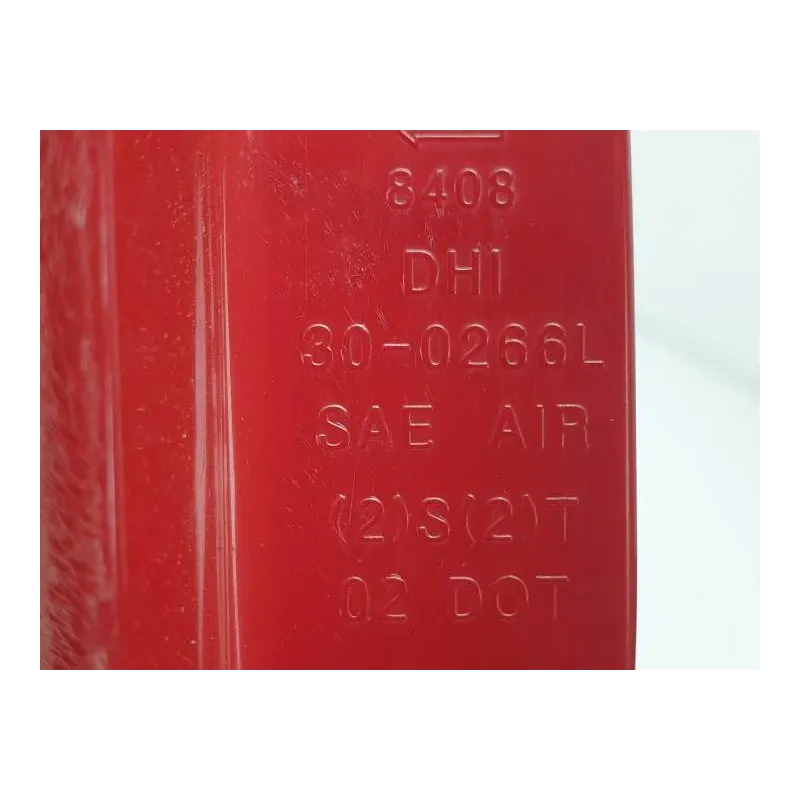 8408
DHI
30-0266L
SAE AIR
(2)S(2)T
02 DOT